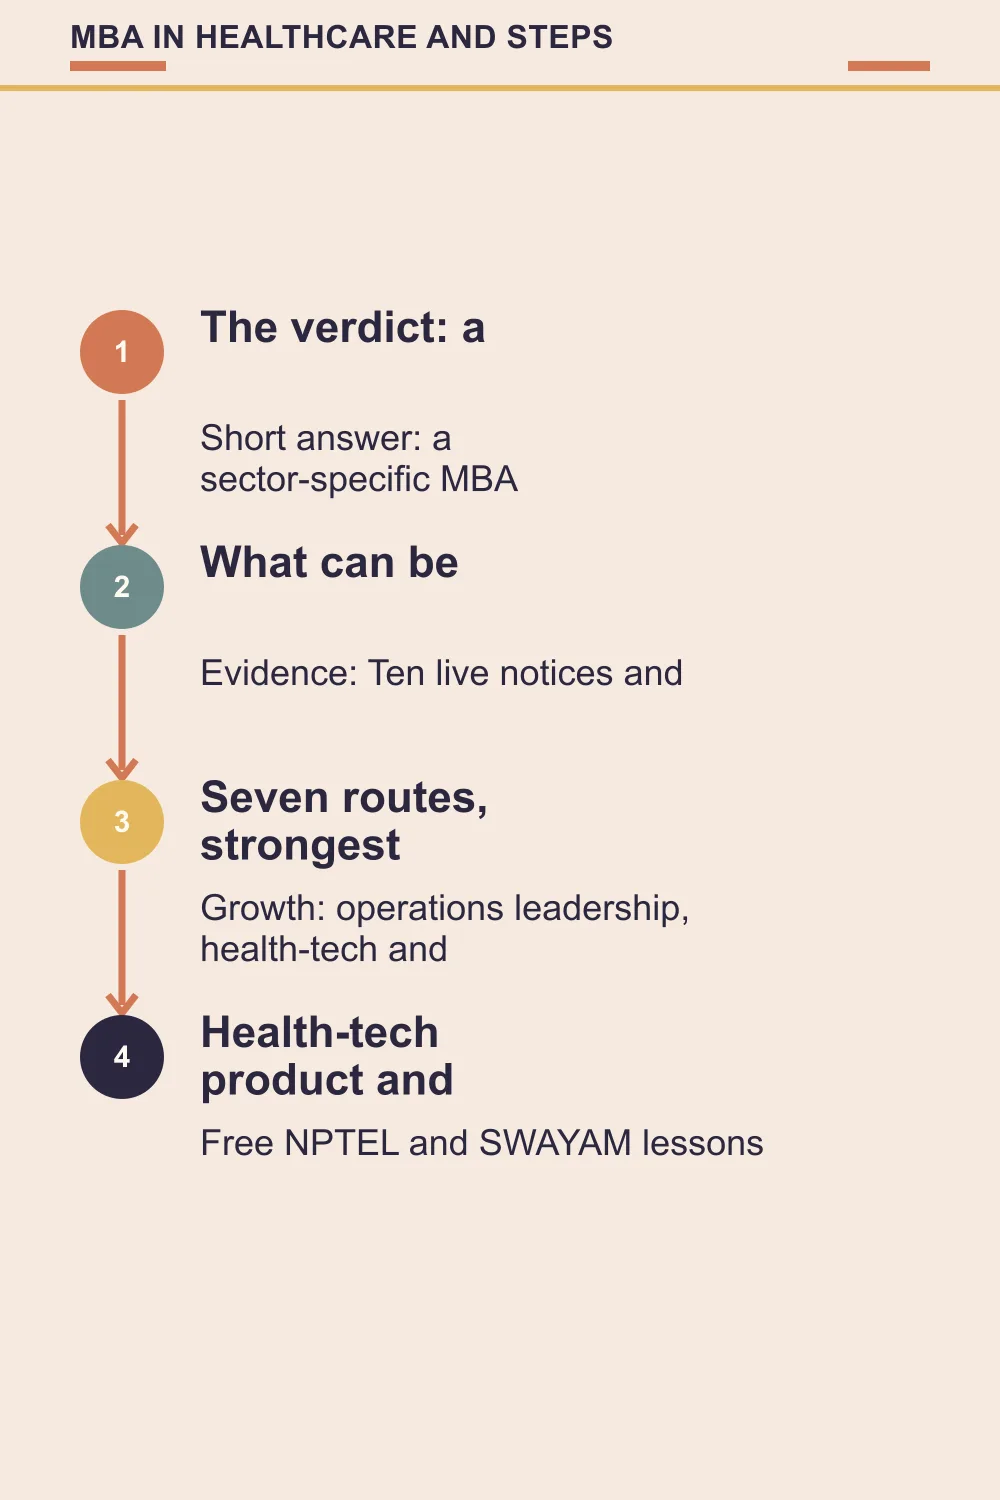 MBA IN HEALTHCARE AND STEPS
1
The verdict: a
Short answer: a
sector-specific MBA
2
What can be
Evidence: Ten live notices and
3
Seven routes,
strongest
Growth: operations leadership,
health-tech and
4
Health-tech
product and
Free NPTEL and SWAYAM lessons